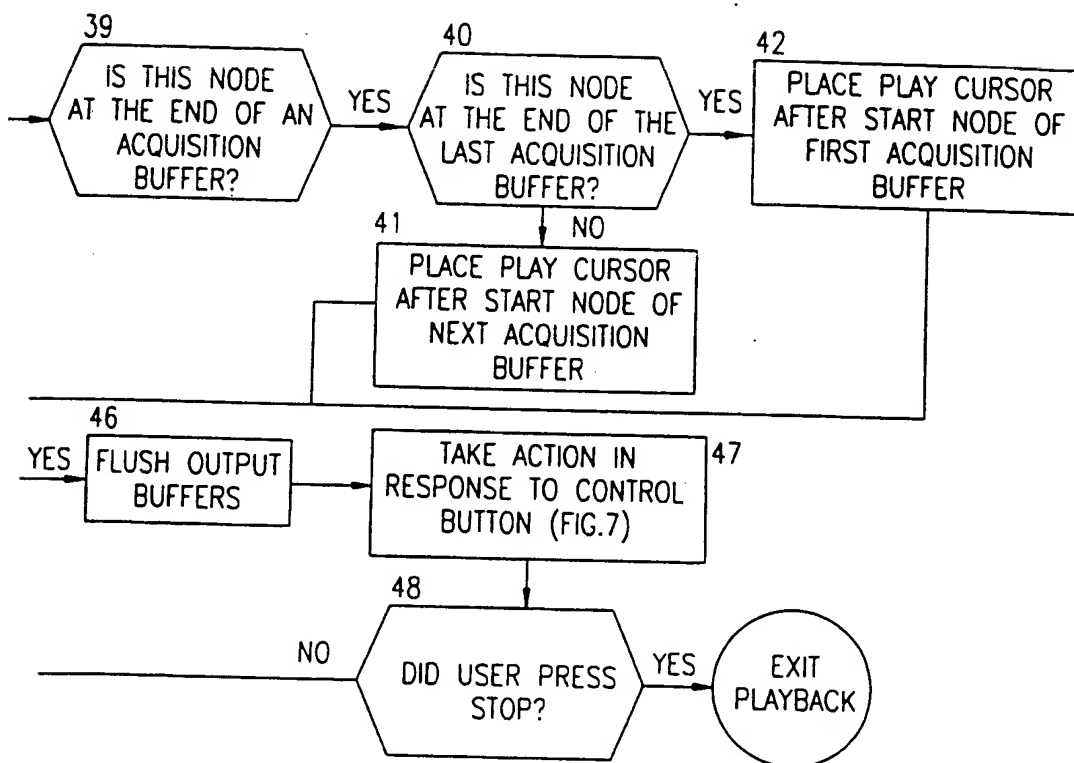 39
IS THIS NODE
AT THE END OF AN
ACQUISITION
BUFFER?
YES
40
IS THIS NODE
AT THE END OF THE
LAST ACQUISITION
BUFFER?
YES
42
PLACE PLAY CURSOR
AFTER START NODE OF
FIRST ACQUISITION
BUFFER
NO
41
PLACE PLAY CURSOR
AFTER START NODE OF
NEXT ACQUISITION
BUFFER
YES
46
FLUSH OUTPUT
BUFFERS
TAKE ACTION IN
RESPONSE TO CONTROL
BUTTON (FIG.7)
47
48
NO
DID USER PRESS
STOP?
YES
EXIT
PLAYBACK